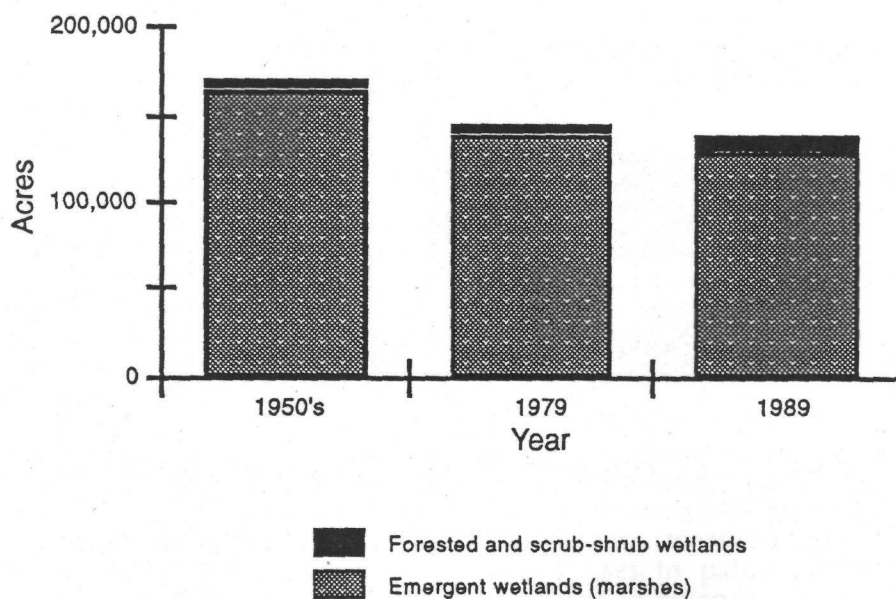 200,000
100,000
0
Acres
1950's
1979
1989
Year
Forested and scrub-shrub wetlands
Emergent wetlands (marshes)